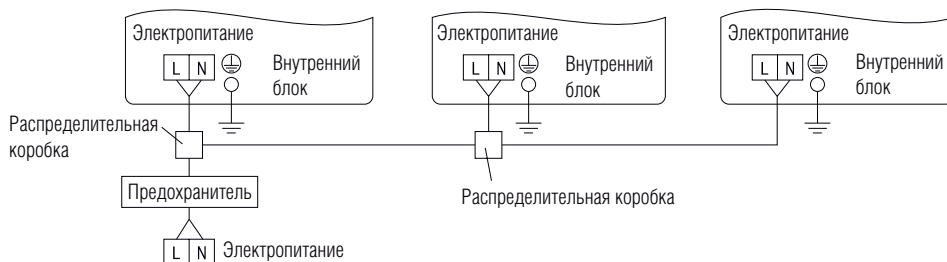 Электропитание
L N
Внутренний
блок
Электропитание
L N
Внутренний
блок
Электропитание
L N
Внутренний
блок
Распределительная
коробка
Распределительная коробка
Предохранитель
L N
Электропитание